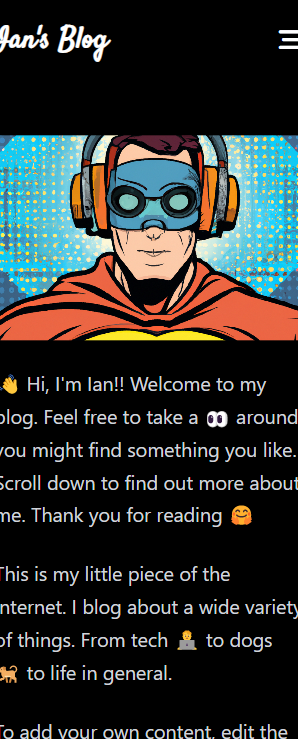 Ian's Blog
👋 Hi, I'm Ian!! Welcome to my
blog. Feel free to take a 👀 around
you might find something you like.
Scroll down to find out more about
me. Thank you for reading 🤗
This is my little piece of the
internet. I blog about a wide variety
of things. From tech 🧑‍💻 to dogs
🐕 to life in general.
To add your own content, edit the